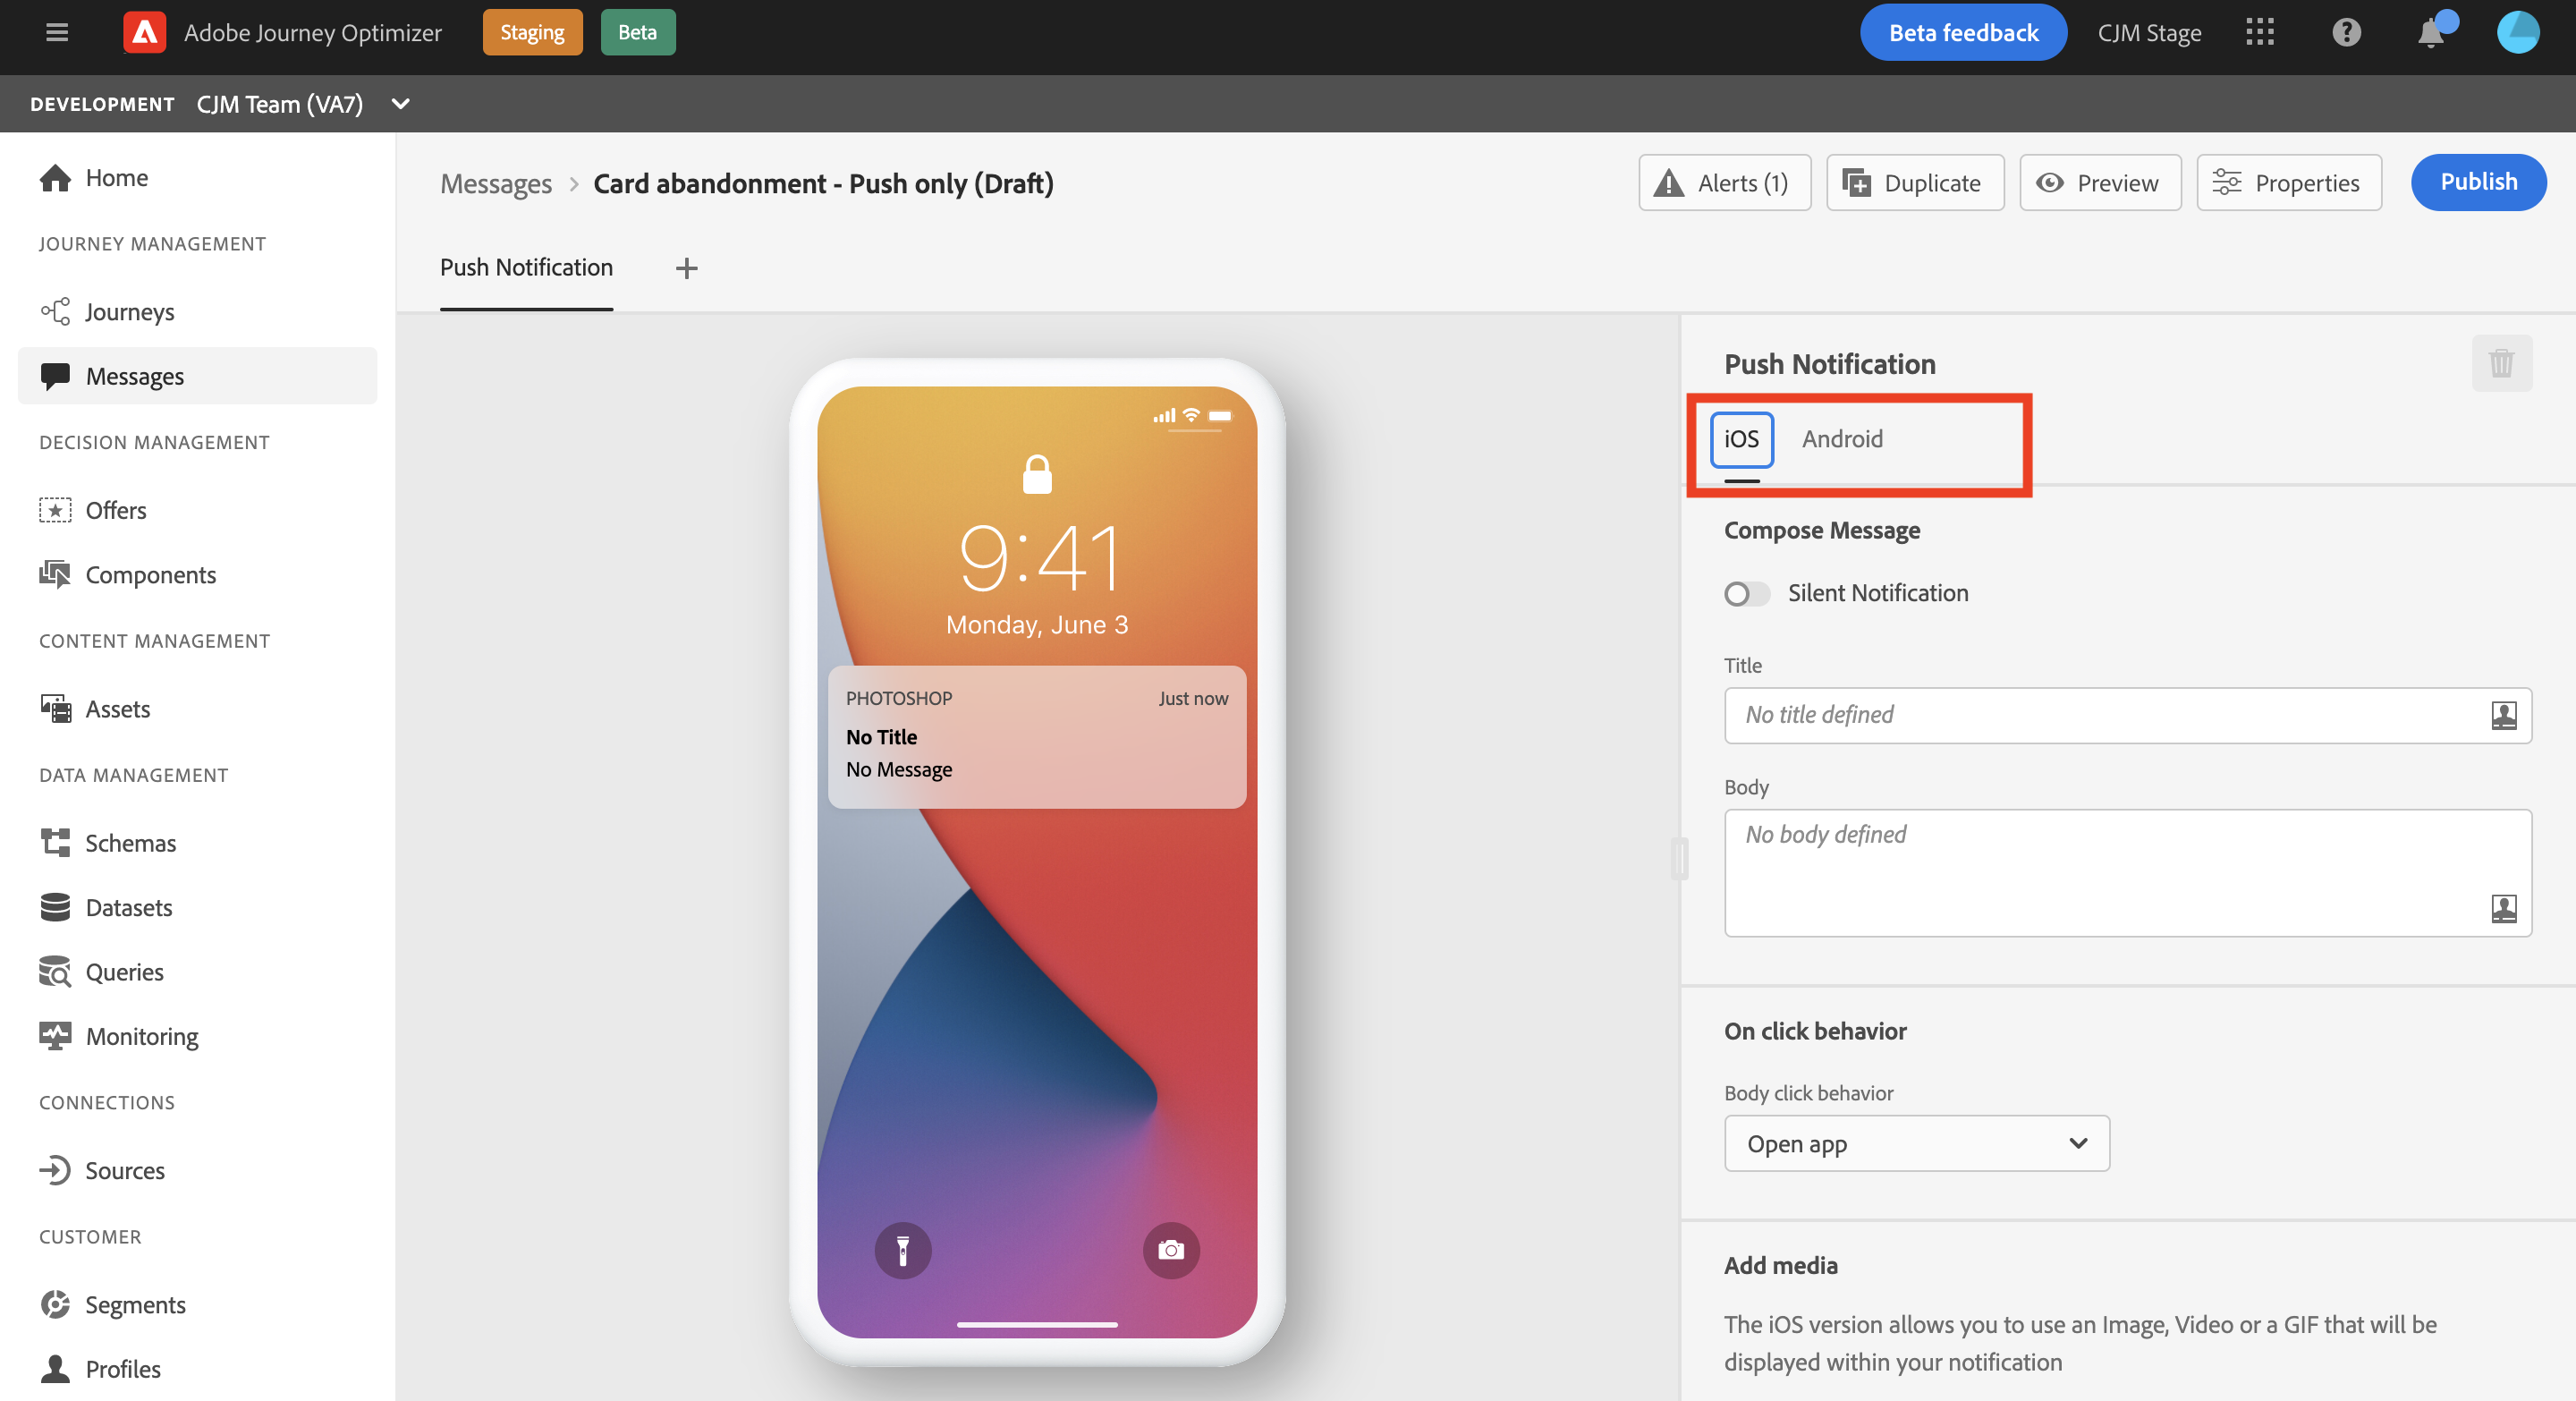 Adobe Journey Optimizer
Staging
Beta
Beta feedback
CJM Stage
DEVELOPMENT CJM Team (VA7)
Home
JOURNEY MANAGEMENT
Journeys
Messages
DECISION MANAGEMENT
Offers
Components
CONTENT MANAGEMENT
Assets
DATA MANAGEMENT
Schemas
Datasets
Queries
Monitoring
CONNECTIONS
Sources
CUSTOMER
Segments
Profiles
Messages > Card abandonment - Push only (Draft)
Alerts (1)
Duplicate
Preview
Properties
Publish
Push Notification
9:41
Monday, June 3
PHOTOSHOP Just now
No Title
No Message
Push Notification
iOS Android
Compose Message
Silent Notification
Title
No title defined
Body
No body defined
On click behavior
Body click behavior
Open app
Add media
The iOS version allows you to use an Image, Video or a GIF that will be
displayed within your notification